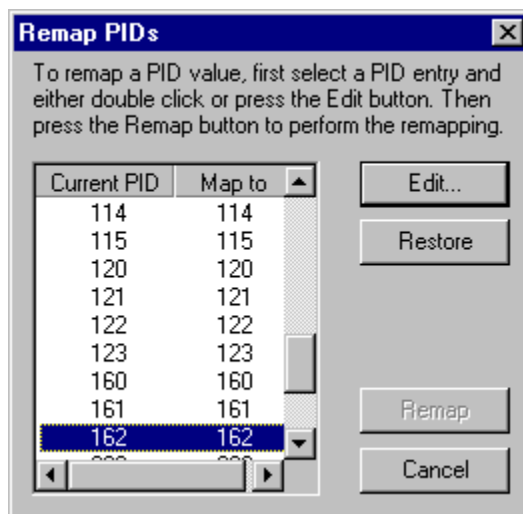 Remap PIDs
To remap a PID value, first select a PID entry and
either double click or press the Edit button. Then
press the Remap button to perform the remapping.
Current PID Map to
114 114
115 115
120 120
121 121
122 122
123 123
160 160
161 161
162 162
Edit...
Restore
Remap
Cancel